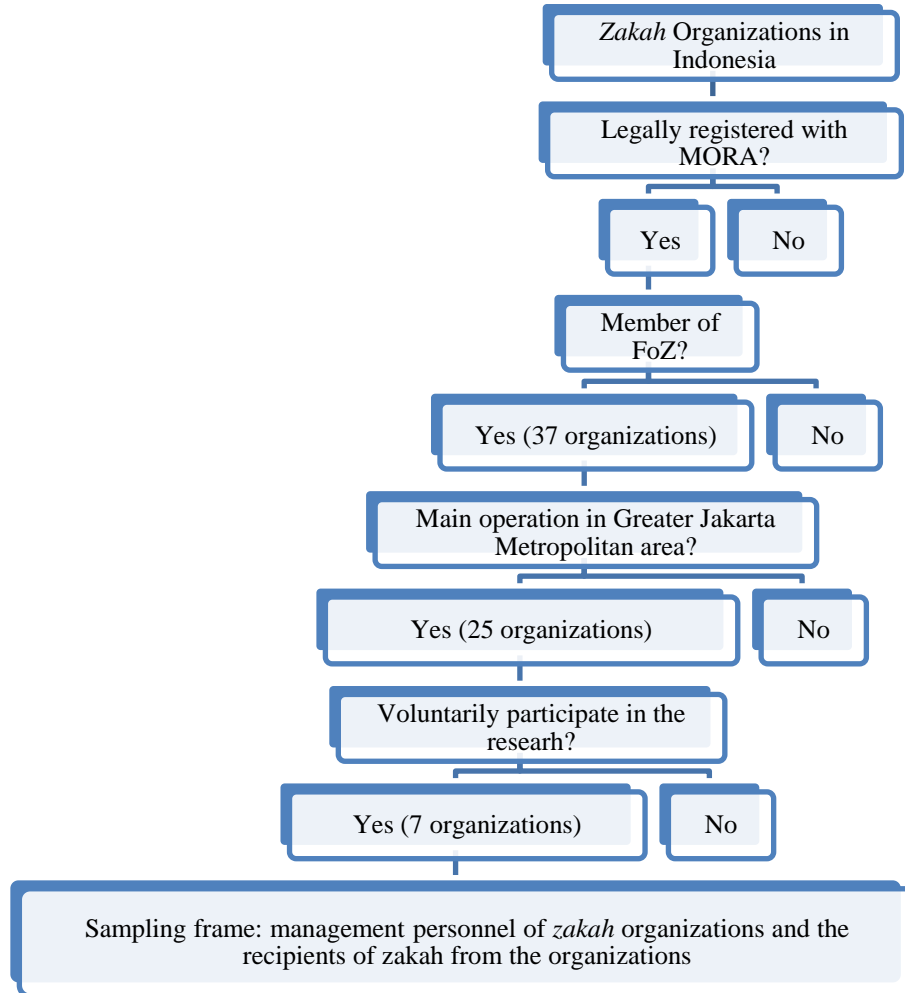 Zakah Organizations in
Indonesia
Legally registered with
MORA?
Yes
No
Member of
FoZ?
Yes (37 organizations)
No
Main operation in Greater Jakarta
Metropolitan area?
Yes (25 organizations)
No
Voluntarily participate in the
researh?
Yes (7 organizations)
No
Sampling frame: management personnel of zakah organizations and the
recipients of zakah from the organizations